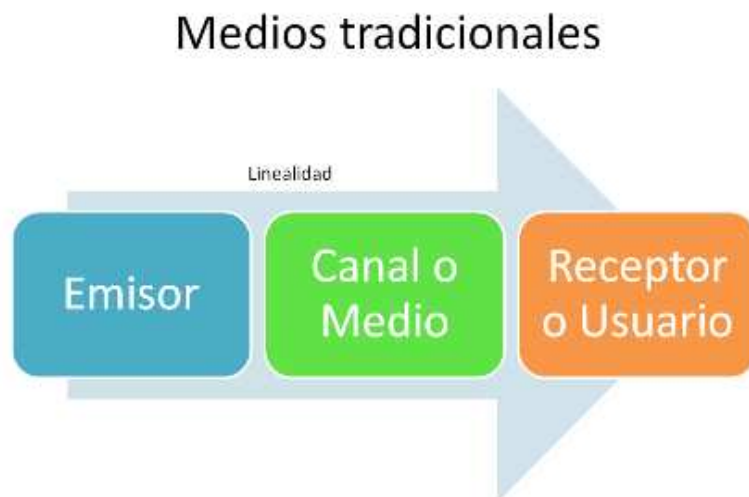 Medios tradicionales
Linealidad
Emisor
Canal o
Medio
Receptor
o Usuario